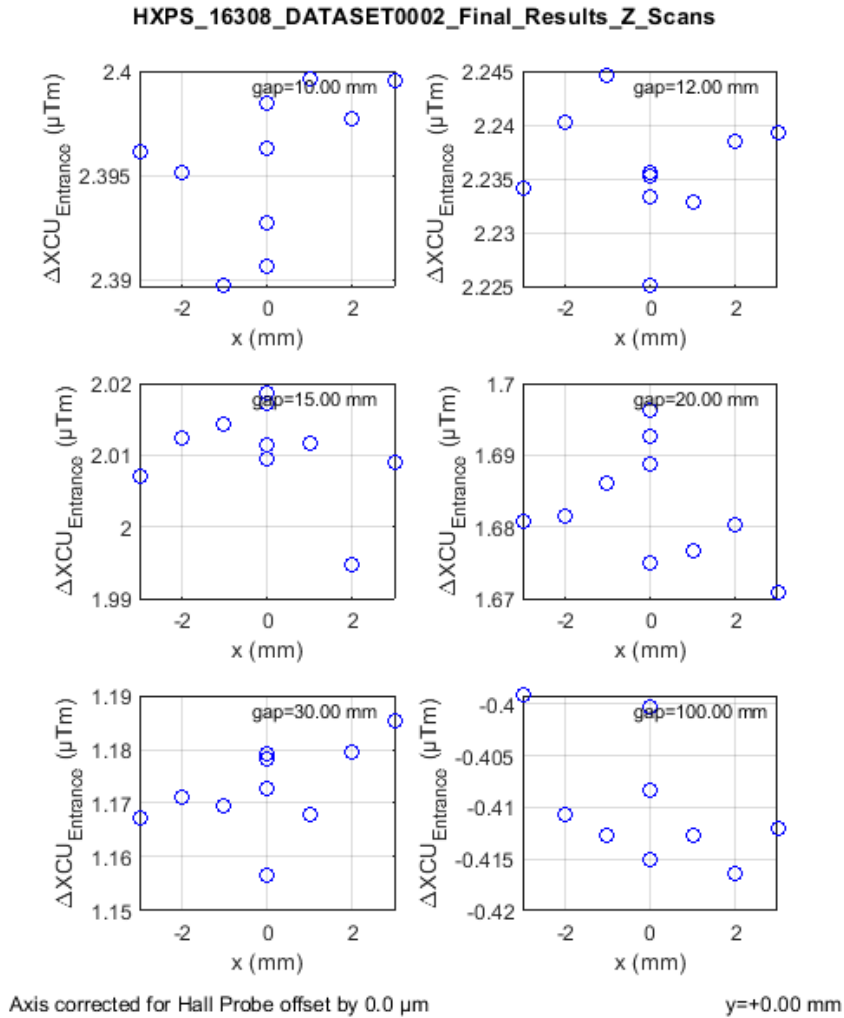 HXPS_16308_DATASET0002_Final_Results_Z_Scans
ΔXCU_Entrance (µTm)
2.4
2.395
2.39
gap=10.00 mm
-2 0 2
x (mm)
ΔXCU_Entrance (µTm)
2.245
2.24
2.235
2.23
2.225
gap=12.00 mm
-2 0 2
x (mm)
ΔXCU_Entrance (µTm)
2.02
2.01
2
1.99
gap=15.00 mm
-2 0 2
x (mm)
ΔXCU_Entrance (µTm)
1.7
1.69
1.68
1.67
gap=20.00 mm
-2 0 2
x (mm)
ΔXCU_Entrance (µTm)
1.19
1.18
1.17
1.16
1.15
gap=30.00 mm
-2 0 2
x (mm)
ΔXCU_Entrance (µTm)
-0.4
-0.405
-0.41
-0.415
-0.42
gap=100.00 mm
-2 0 2
x (mm)
Axis corrected for Hall Probe offset by 0.0 µm
y=+0.00 mm